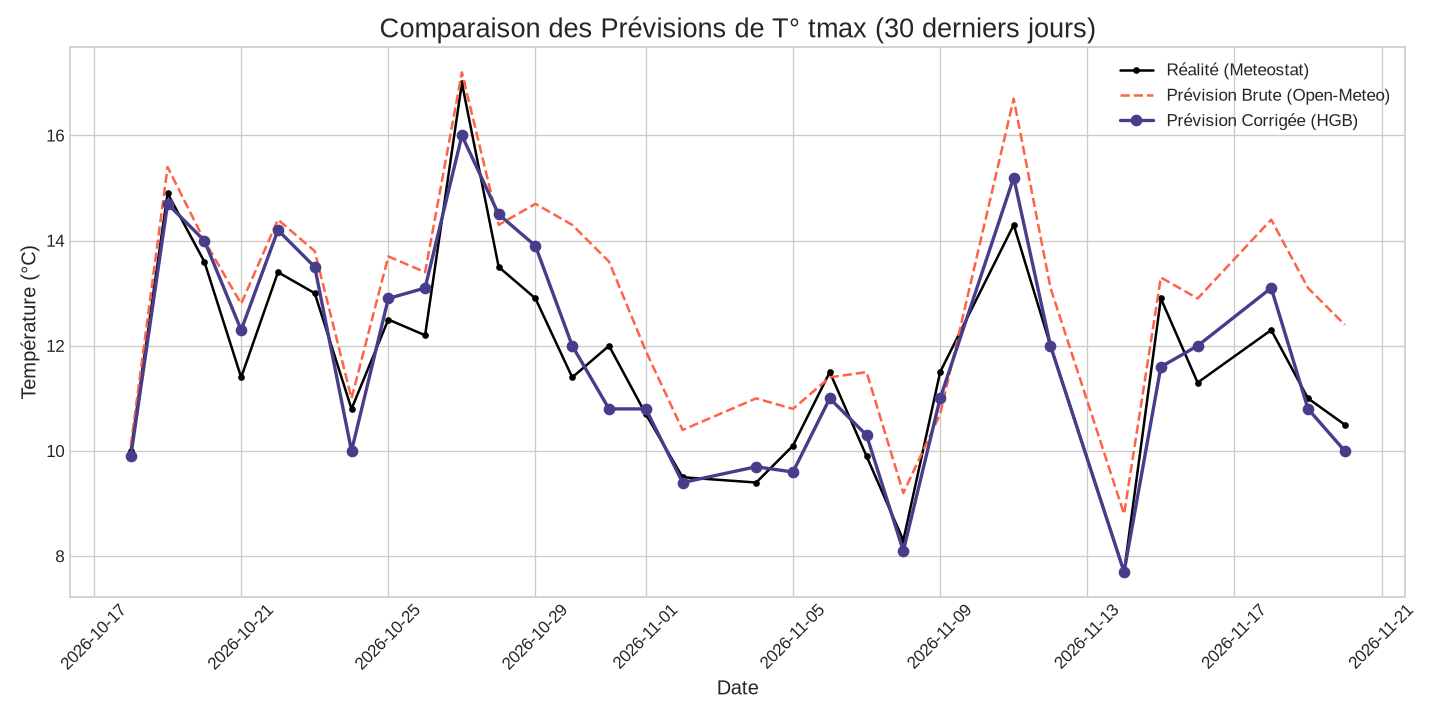 Comparaison des Prévisions de T° tmax (30 derniers jours)
Réalité (Meteostat)
Prévision Brute (Open-Meteo)
Prévision Corrigée (HGB)
Température (°C)
16
14
12
10
8
2026-10-17
2026-10-21
2026-10-25
2026-10-29
2026-11-01
2026-11-05
2026-11-09
2026-11-13
2026-11-17
2026-11-21
Date